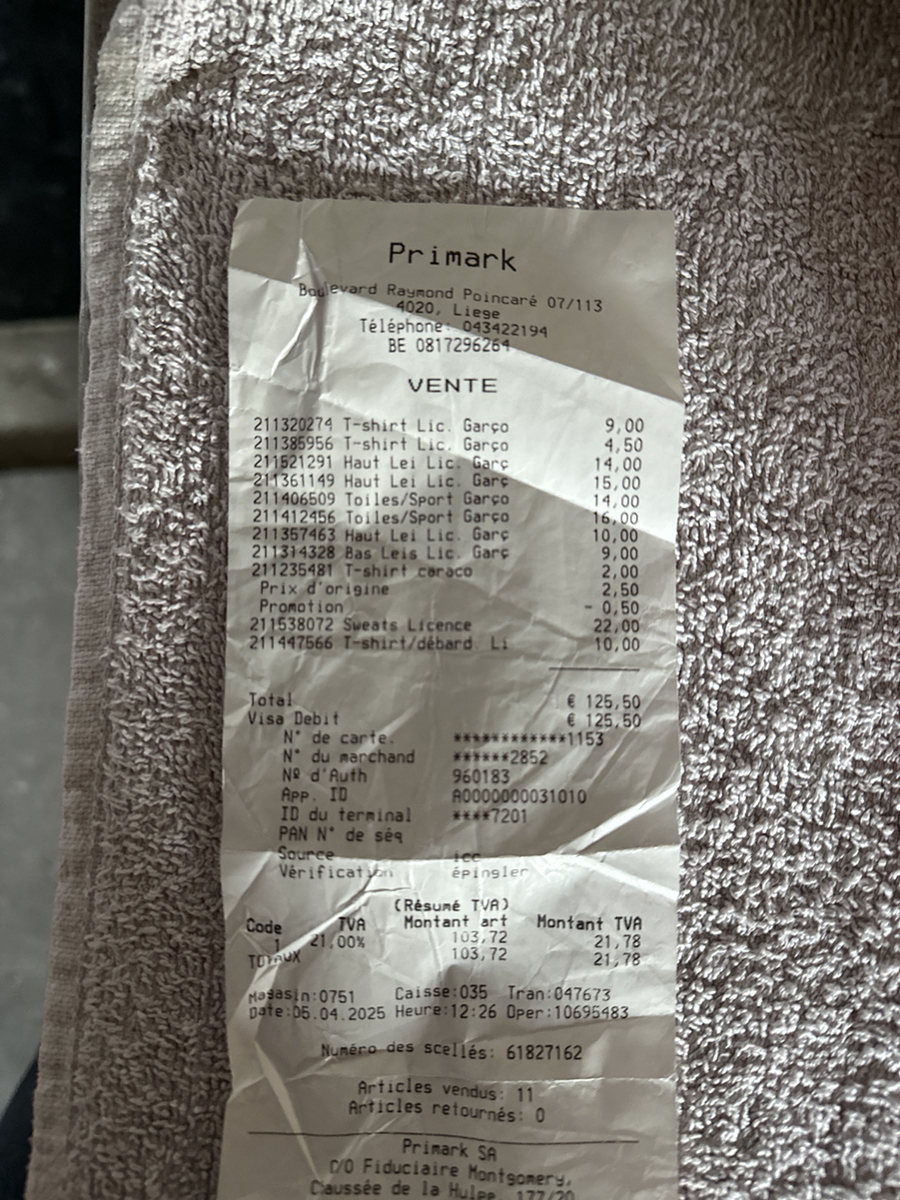 Primark
Boulevard Raymond Poincaré 07/113
4020, Liege
Téléphone: 043422194
BE 0817296264
VENTE
211320274 T-shirt Lic. Garço 9,00
211385956 T-shirt Lic. Garço 4,50
211521291 Haut Lei Lic. Garç 14,00
211361149 Haut Lei Lic. Garç 15,00
211406509 Toiles/Sport Garço 14,00
211412456 Toiles/Sport Garço 16,00
211357463 Haut Lei Lic. Garç 10,00
211314328 Bas Leis Lic. Garç 9,00
211235481 T-shirt caraco 2,00
Prix d'origine 2,50
Promotion - 0,50
211538072 Sweats Licence 22,00
211447566 T-shirt/débard Li 10,00
Total € 125,50
Visa Debit € 125,50
N° de carte. ************1153
N° du marchand ******2852
Nº d'Auth 960183
App. ID A0000000031010
ID du terminal ****7201
PAN N° de séq
Source icc
Vérification épingler
(Résumé TVA)
Code TVA Montant art Montant TVA
1 21,00% 103,72 21,78
TOTAUX 103,72 21,78
Magasin:0751 Caisse:035 Tran:047673
Date:05.04.2025 Heure:12:26 Oper:10695483
Numéro des scellés: 61827162
Articles vendus: 11
Articles retournés: 0
Primark SA
C/O Fiduciaire Montgomery,
Caussée de la Hulpe 177/20